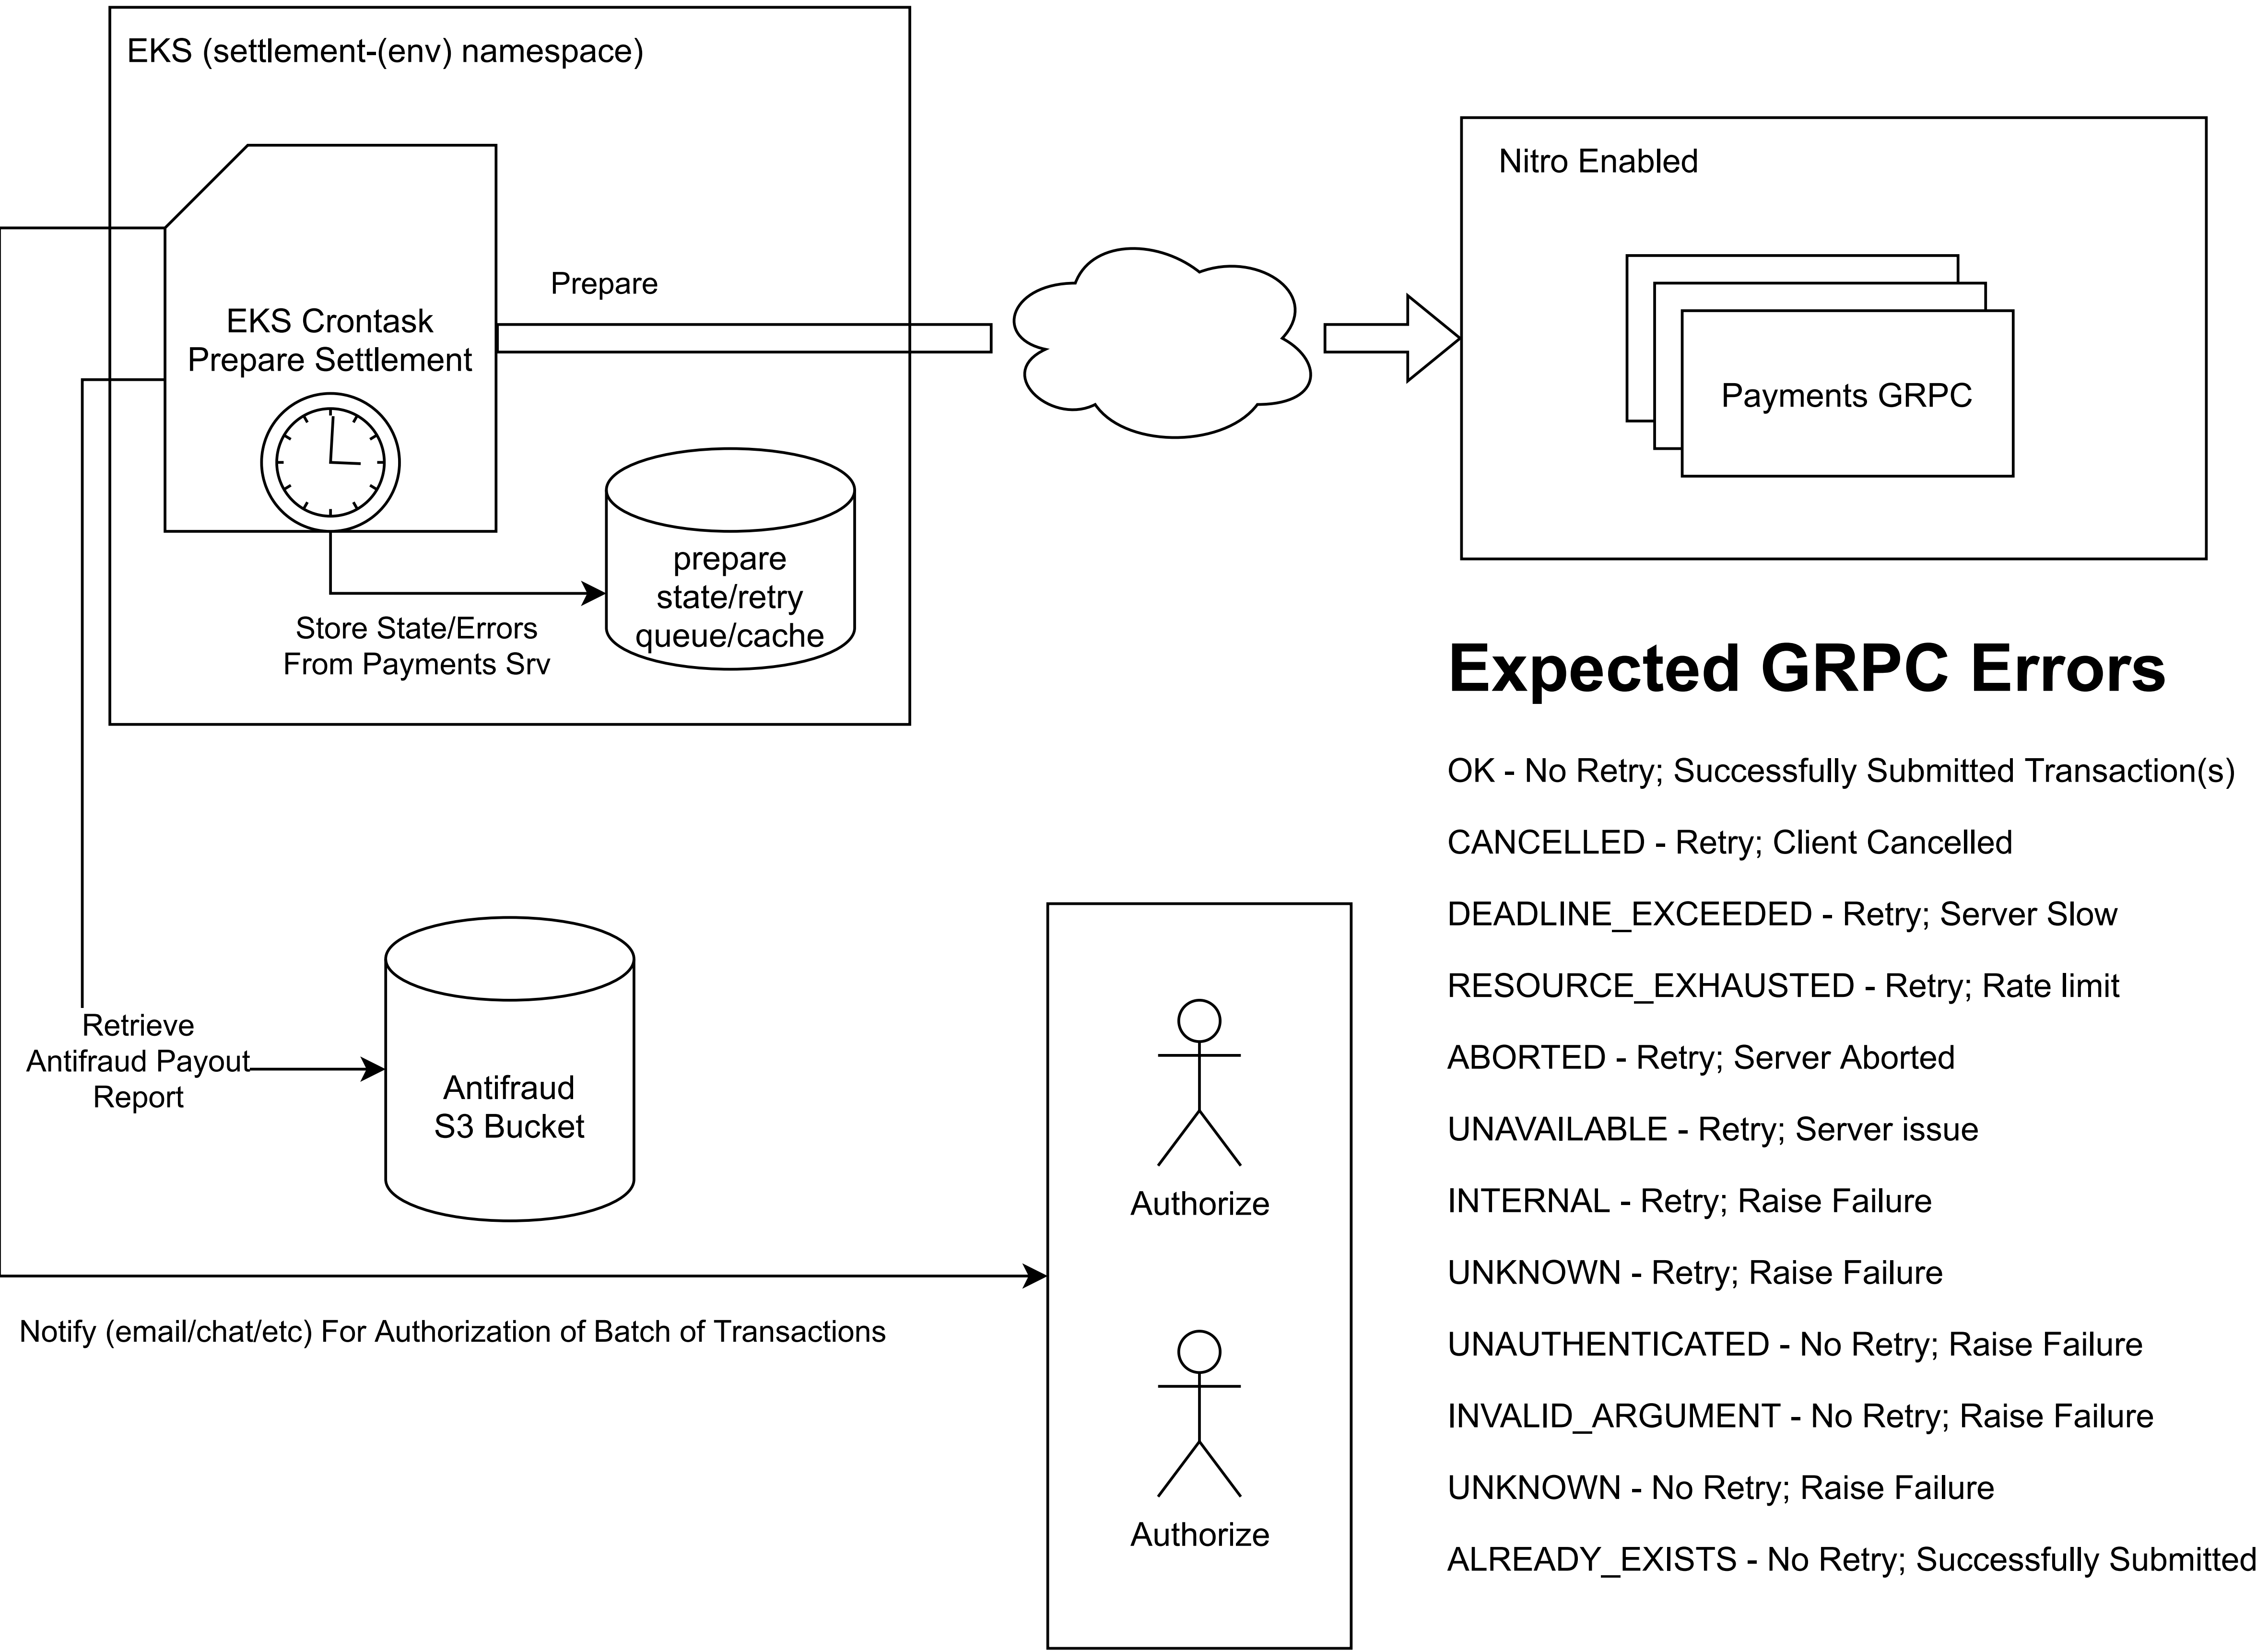 EKS (settlement-(env) namespace)
EKS Crontask
Prepare Settlement
Prepare
Nitro Enabled
Payments GRPC
prepare
state/retry
queue/cache
Store State/Errors
From Payments Srv
Retrieve
Antifraud Payout
Report
Antifraud
S3 Bucket
Authorize
Authorize
Notify (email/chat/etc) For Authorization of Batch of Transactions
Expected GRPC Errors
OK - No Retry; Successfully Submitted Transaction(s)
CANCELLED - Retry; Client Cancelled
DEADLINE_EXCEEDED - Retry; Server Slow
RESOURCE_EXHAUSTED - Retry; Rate limit
ABORTED - Retry; Server Aborted
UNAVAILABLE - Retry; Server issue
INTERNAL - Retry; Raise Failure
UNKNOWN - Retry; Raise Failure
UNAUTHENTICATED - No Retry; Raise Failure
INVALID_ARGUMENT - No Retry; Raise Failure
UNKNOWN - No Retry; Raise Failure
ALREADY_EXISTS - No Retry; Successfully Submitted